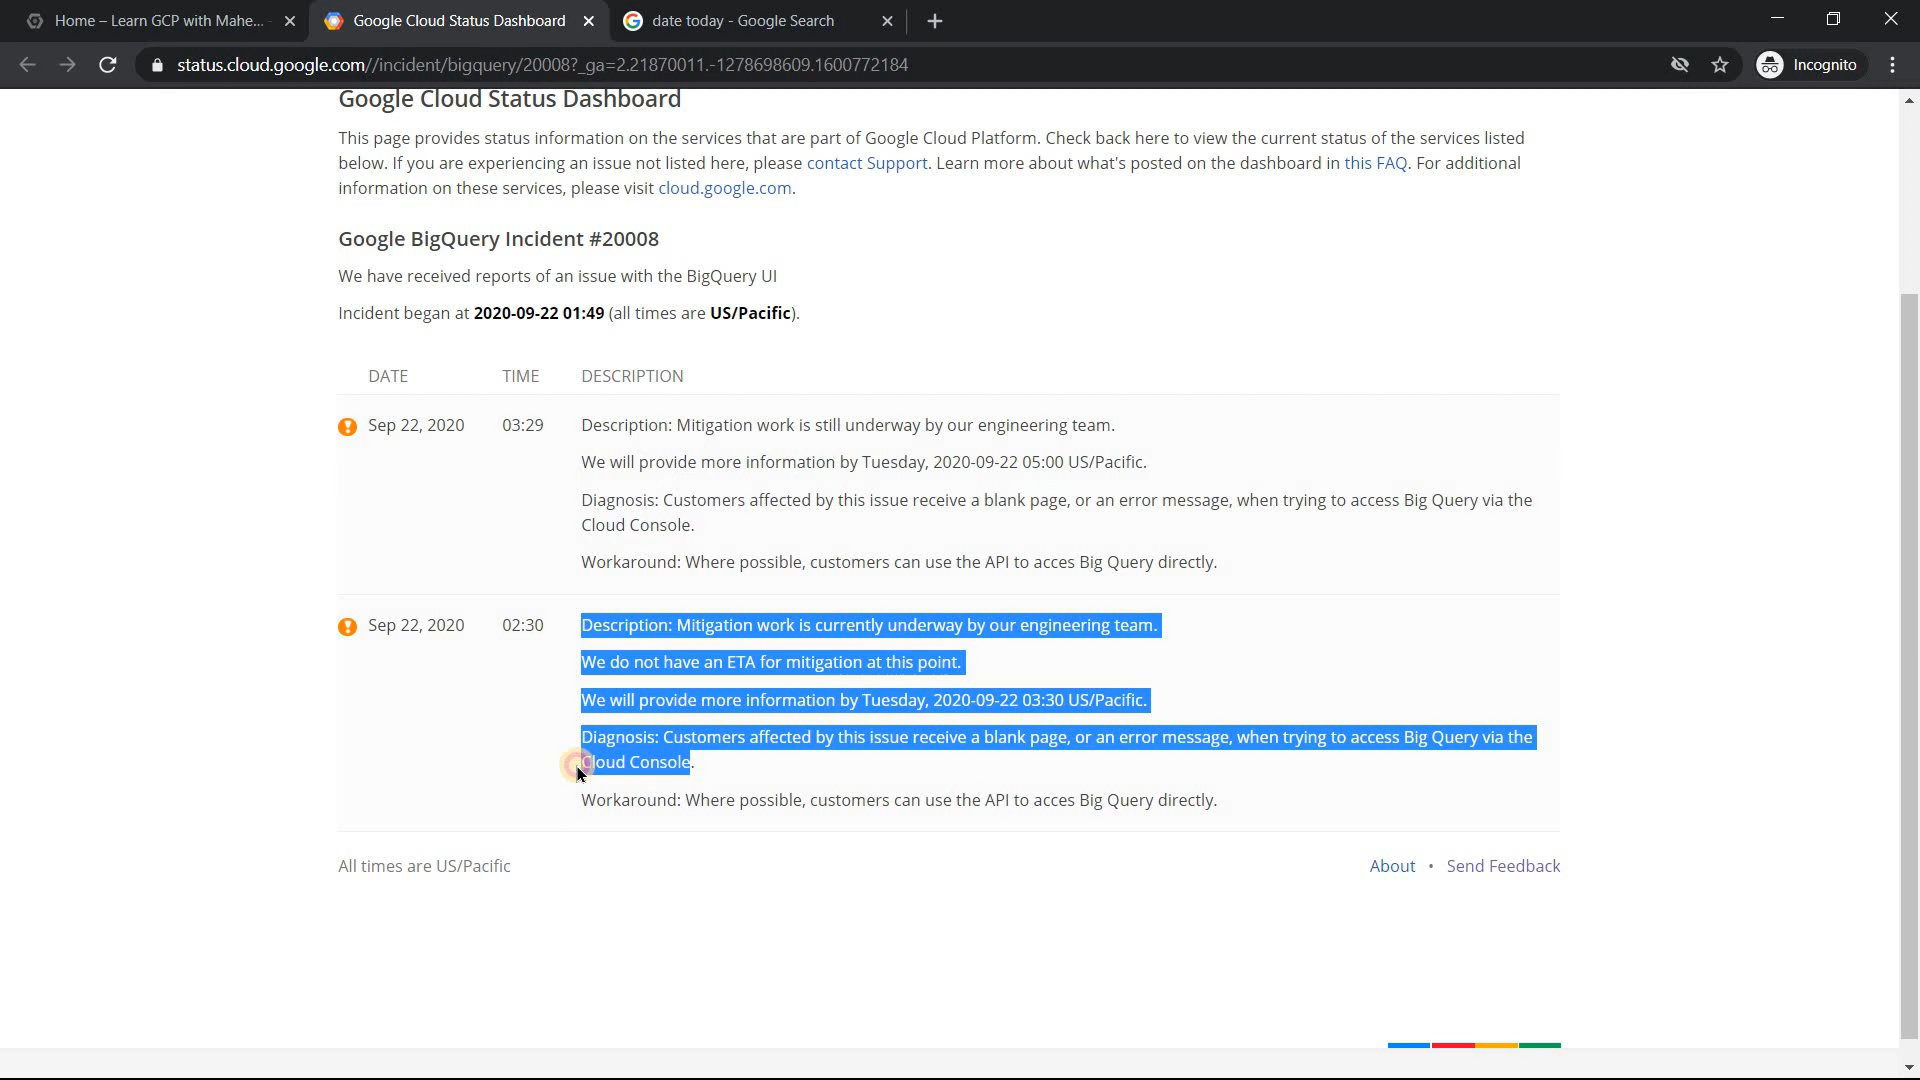 Home – Learn GCP with Mahe...
Google Cloud Status Dashboard
date today - Google Search
status.cloud.google.com//incident/bigquery/20008?_ga=2.21870011.-1278698609.1600772184
Incognito
Google Cloud Status Dashboard
This page provides status information on the services that are part of Google Cloud Platform. Check back here to view the current status of the services listed
below. If you are experiencing an issue not listed here, please contact Support. Learn more about what's posted on the dashboard in this FAQ. For additional
information on these services, please visit cloud.google.com.
Google BigQuery Incident #20008
We have received reports of an issue with the BigQuery UI
Incident began at 2020-09-22 01:49 (all times are US/Pacific).
DATE TIME DESCRIPTION
Sep 22, 2020 03:29 Description: Mitigation work is still underway by our engineering team.
We will provide more information by Tuesday, 2020-09-22 05:00 US/Pacific.
Diagnosis: Customers affected by this issue receive a blank page, or an error message, when trying to access Big Query via the
Cloud Console.
Workaround: Where possible, customers can use the API to acces Big Query directly.
Sep 22, 2020 02:30 Description: Mitigation work is currently underway by our engineering team.
We do not have an ETA for mitigation at this point.
We will provide more information by Tuesday, 2020-09-22 03:30 US/Pacific.
Diagnosis: Customers affected by this issue receive a blank page, or an error message, when trying to access Big Query via the
Cloud Console.
Workaround: Where possible, customers can use the API to acces Big Query directly.
All times are US/Pacific
About • Send Feedback